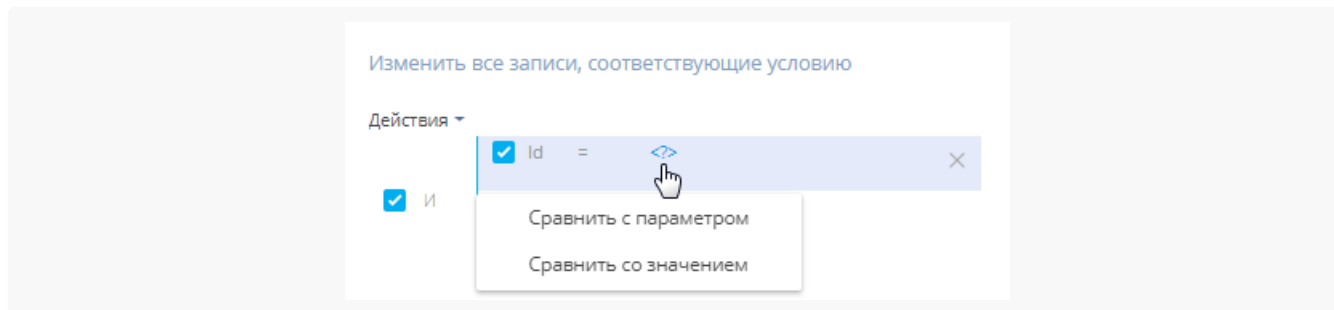 Изменить все записи, соответствующие условию
Действия
Id = <?>
И
Сравнить с параметром
Сравнить со значением